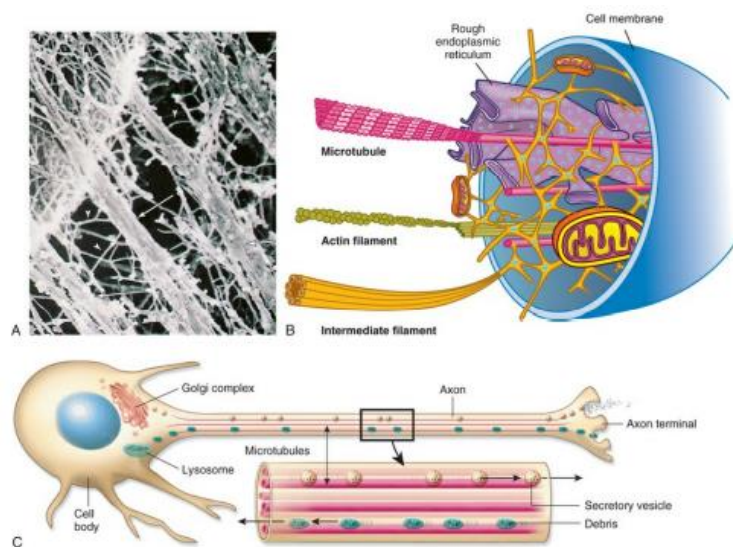 Rough
endoplasmic
reticulum
Cell membrane
Microtubule
Actin filament
Intermediate filament
A
B
Golgi complex
Axon
Axon terminal
Microtubules
Lysosome
Cell
body
Secretory vesicle
Debris
C